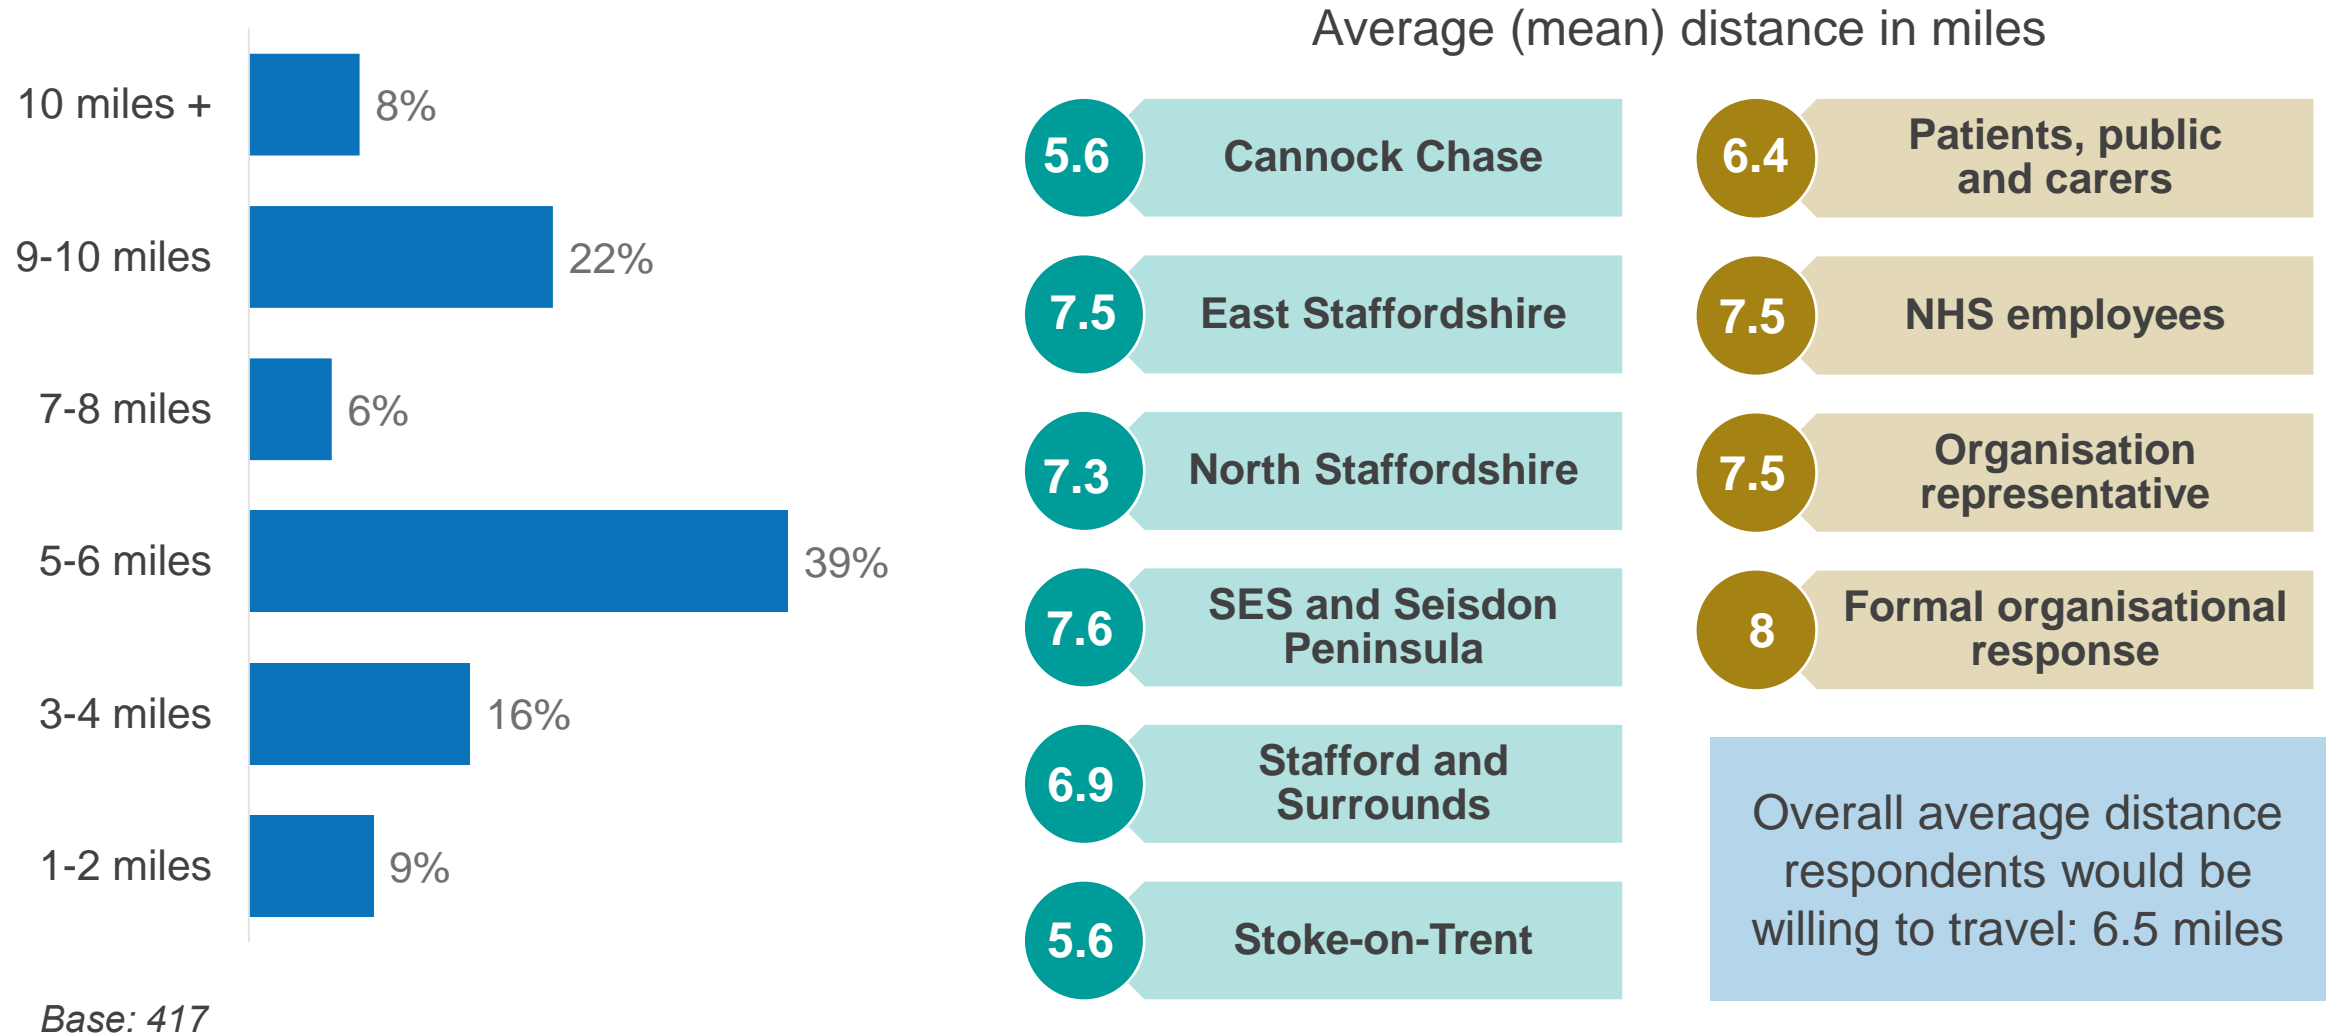 10 miles +
8%
9-10 miles
22%
7-8 miles
6%
5-6 miles
39%
3-4 miles
16%
1-2 miles
9%
Base: 417
Average (mean) distance in miles
5.6
Cannock Chase
7.5
East Staffordshire
7.3
North Staffordshire
7.6
SES and Seisdon
Peninsula
6.9
Stafford and
Surrounds
5.6
Stoke-on-Trent
6.4
Patients, public
and carers
7.5
NHS employees
7.5
Organisation
representative
8
Formal organisational
response
Overall average distance
respondents would be
willing to travel: 6.5 miles